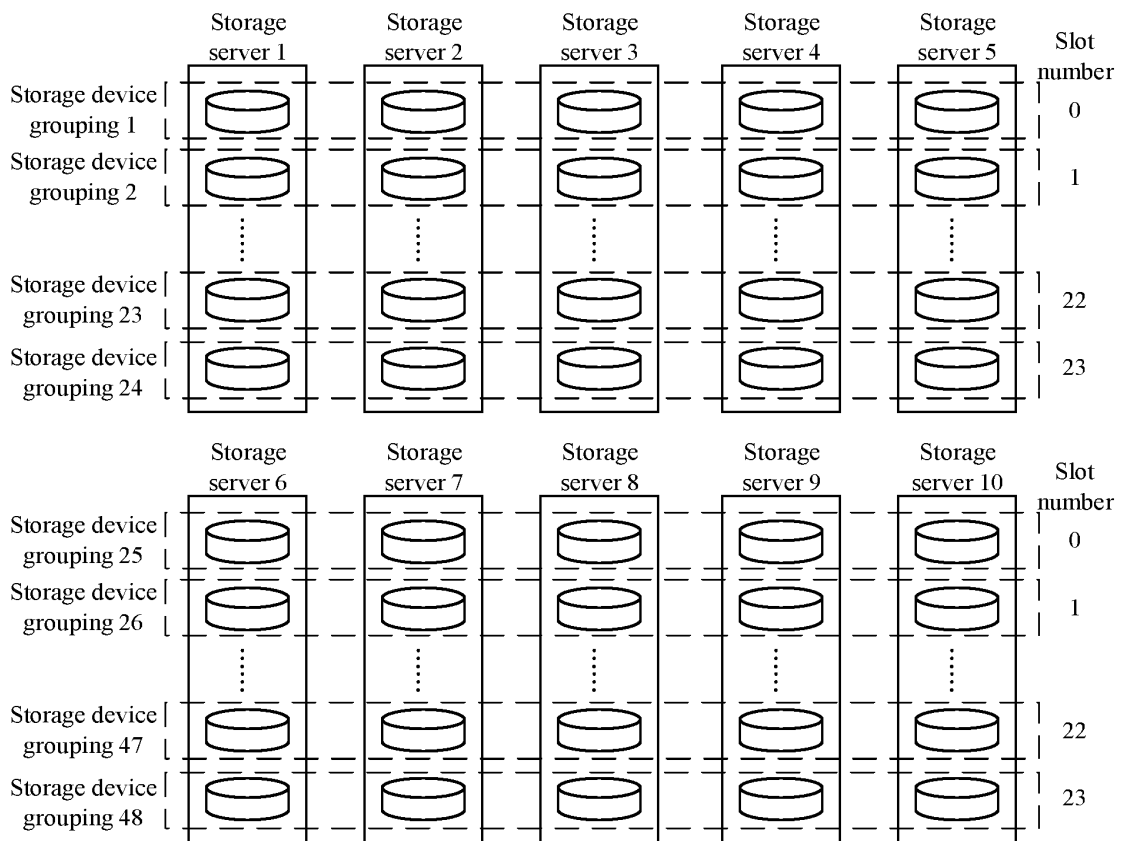 Storage server 1
Storage server 2
Storage server 3
Storage server 4
Storage server 5
Slot number
Storage device grouping 1
0
Storage device grouping 2
1
Storage device grouping 23
22
Storage device grouping 24
23
Storage server 6
Storage server 7
Storage server 8
Storage server 9
Storage server 10
Slot number
Storage device grouping 25
0
Storage device grouping 26
1
Storage device grouping 47
22
Storage device grouping 48
23